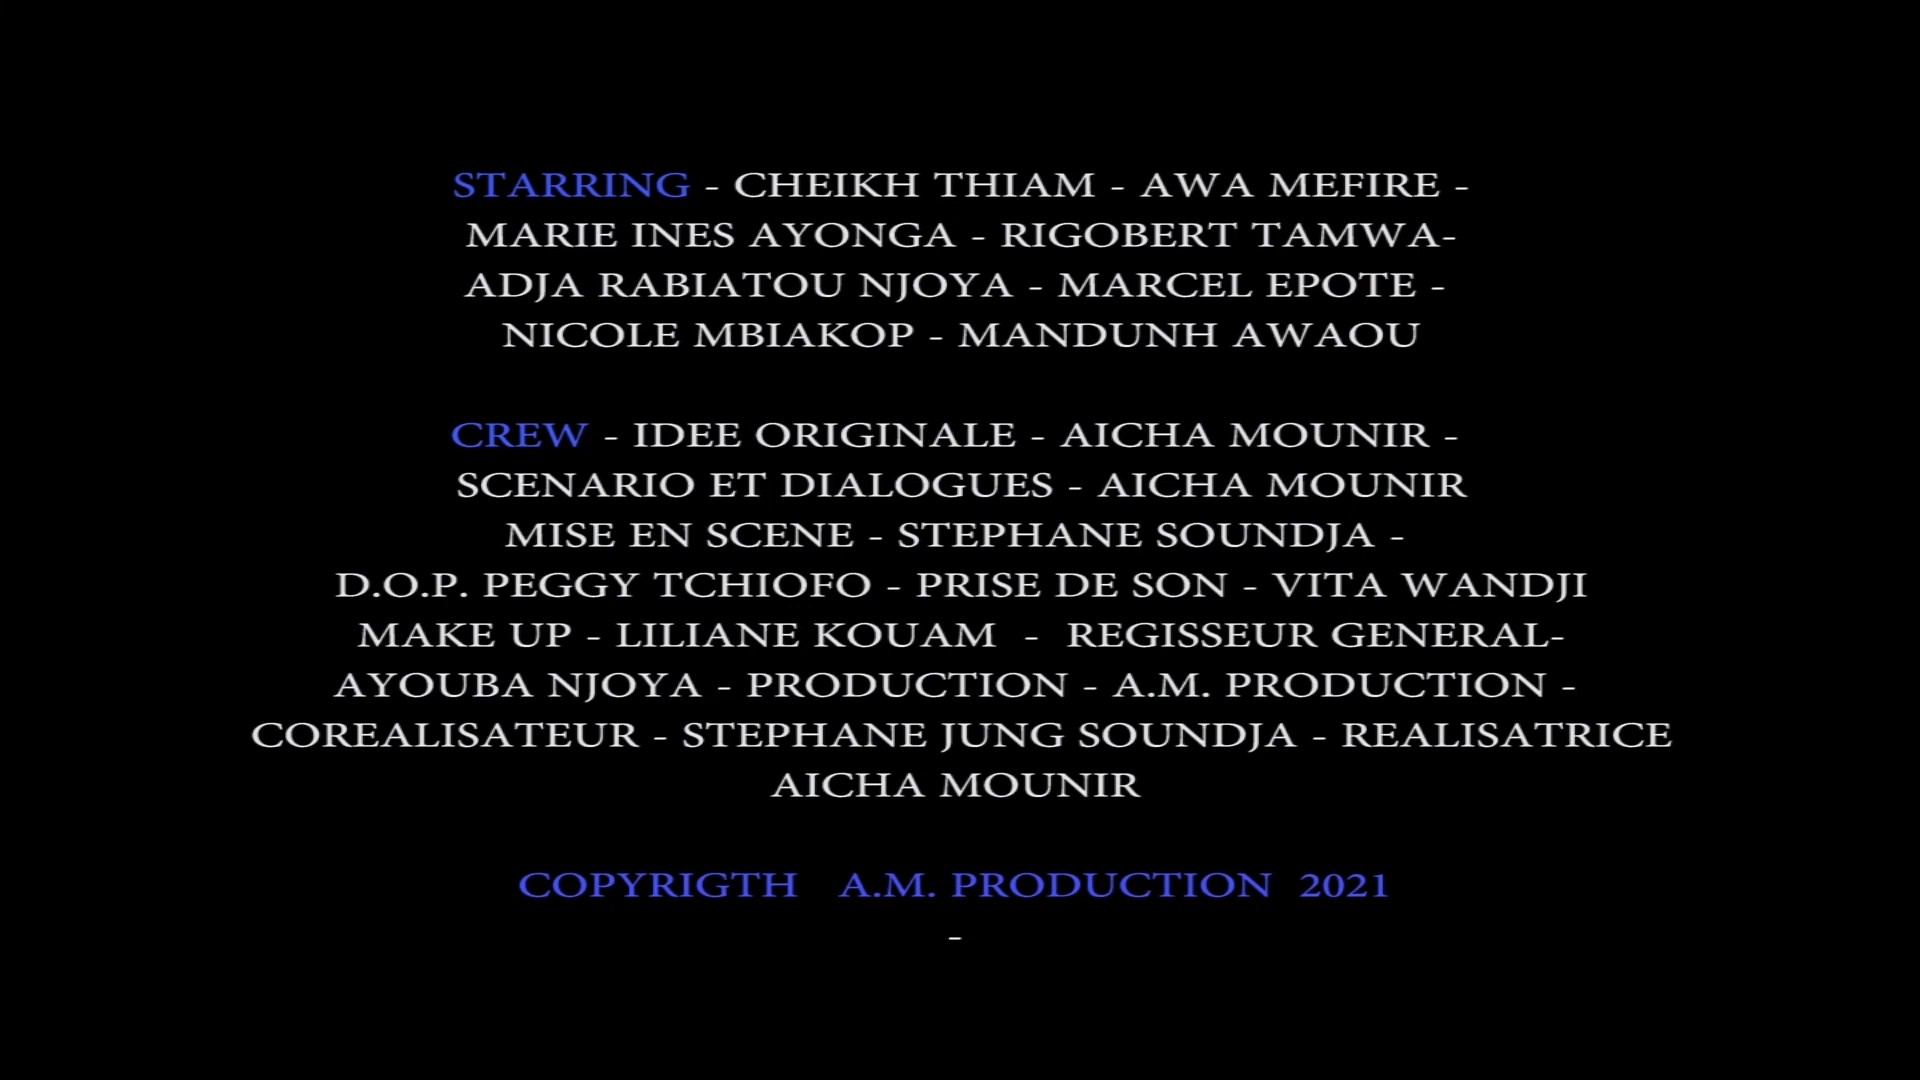 STARRING - CHEIKH THIAM - AWA MEFIRE -
MARIE INES AYONGA - RIGOBERT TAMWA-
ADJA RABIATOU NJOYA - MARCEL EPOTE -
NICOLE MBIAKOP - MANDUNH AWAOU
CREW - IDEE ORIGINALE - AICHA MOUNIR -
SCENARIO ET DIALOGUES - AICHA MOUNIR
MISE EN SCENE - STEPHANE SOUNDJA -
D.O.P. PEGGY TCHIOFO - PRISE DE SON - VITA WANDJI
MAKE UP - LILIANE KOUAM - REGISSEUR GENERAL-
AYOUBA NJOYA - PRODUCTION - A.M. PRODUCTION -
COREALISATEUR - STEPHANE JUNG SOUNDJA - REALISATRICE
AICHA MOUNIR
COPYRIGTH A.M. PRODUCTION 2021
-